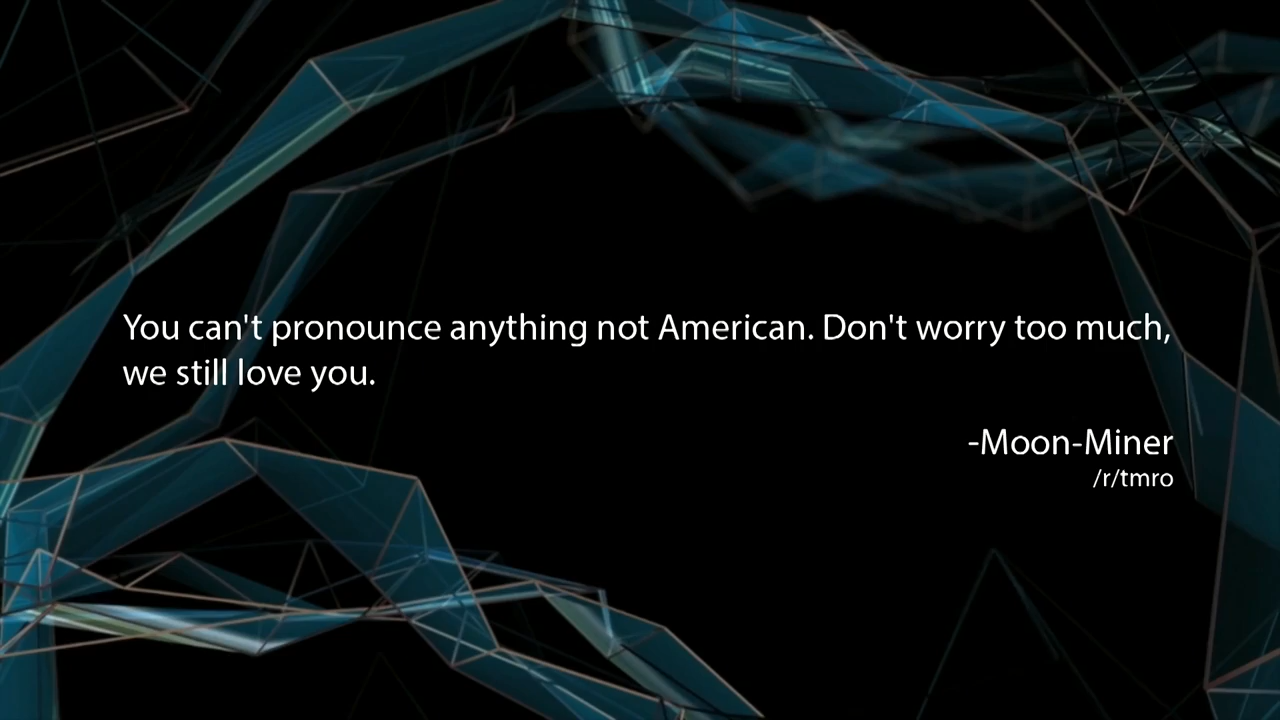 You can't pronounce anything not American. Don't worry too much,
we still love you.
-Moon-Miner
/r/tmro